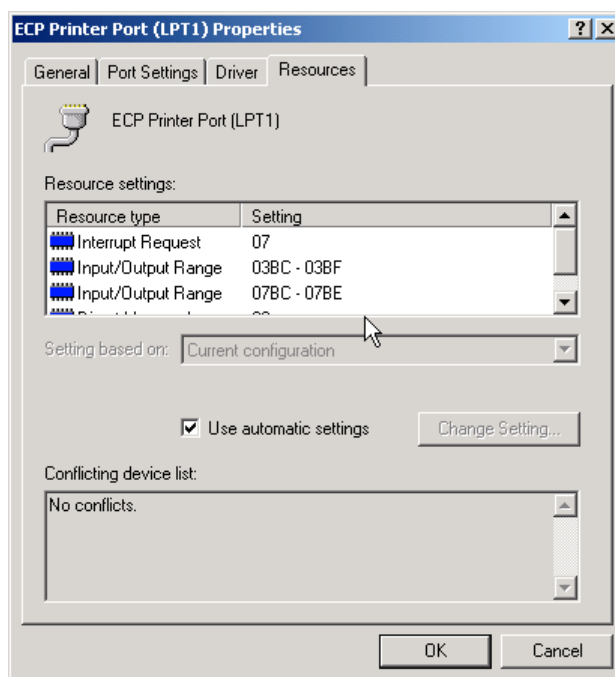 ECP Printer Port (LPT1) Properties
General Port Settings Driver Resources
ECP Printer Port (LPT1)
Resource settings:
Resource type Setting
Interrupt Request 07
Input/Output Range 03BC - 03BF
Input/Output Range 07BC - 07BE
Setting based on: Current configuration
Use automatic settings Change Setting...
Conflicting device list:
No conflicts.
OK Cancel